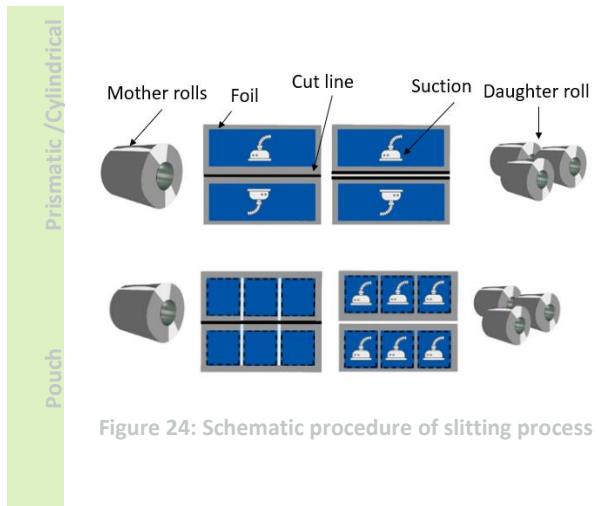 Prismatic /Cylindrical
Mother rolls
Foil
Cut line
Suction
Daughter roll
Pouch
Figure 24: Schematic procedure of slitting process